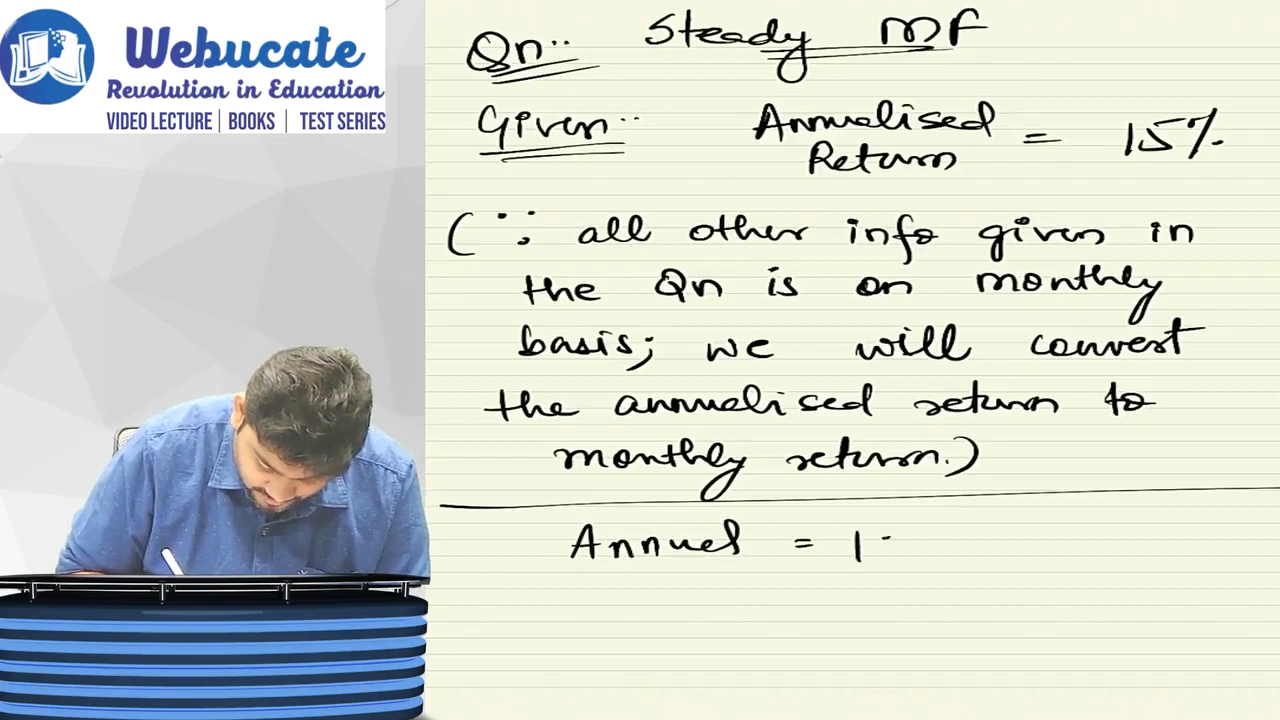 Webucate
Revolution in Education
VIDEO LECTURE | BOOKS | TEST SERIES
Qn:- Steady MF
Given:- Annualised Return = 15%
(∵ all other info given in
the Qn is on monthly
basis; we will convert
the annualised return to
monthly return.)
Annual = 1